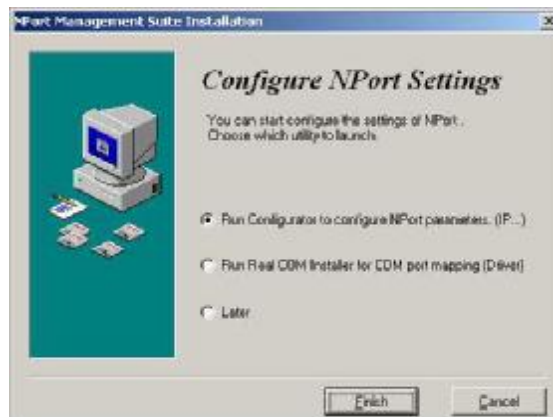 NPort Management Suite Installation
Configure NPort Settings
You can start configure the settings of NPort.
Choose which utility to launch.
Run Configurator to configure NPort parameters. (IP...)
Run Real COM Installer for COM port mapping (Driver)
Later
Finish
Cancel